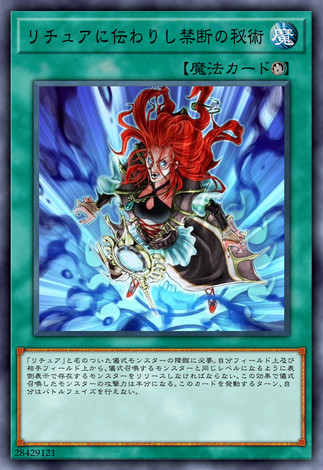 リチュアに伝わりし禁断の秘術
魔
【魔法カード】
「リチュア」と名のついた儀式モンスターの降臨に必要。自分フィールド上及び
相手フィールド上から、儀式召喚するモンスターと同じレベルになるように表
側表示で存在するモンスターをリリースしなければならない。この効果で儀式
召喚したモンスターの攻撃力は半分になる。このカードを発動するターン、自
分はバトルフェイズを行えない。
28429121